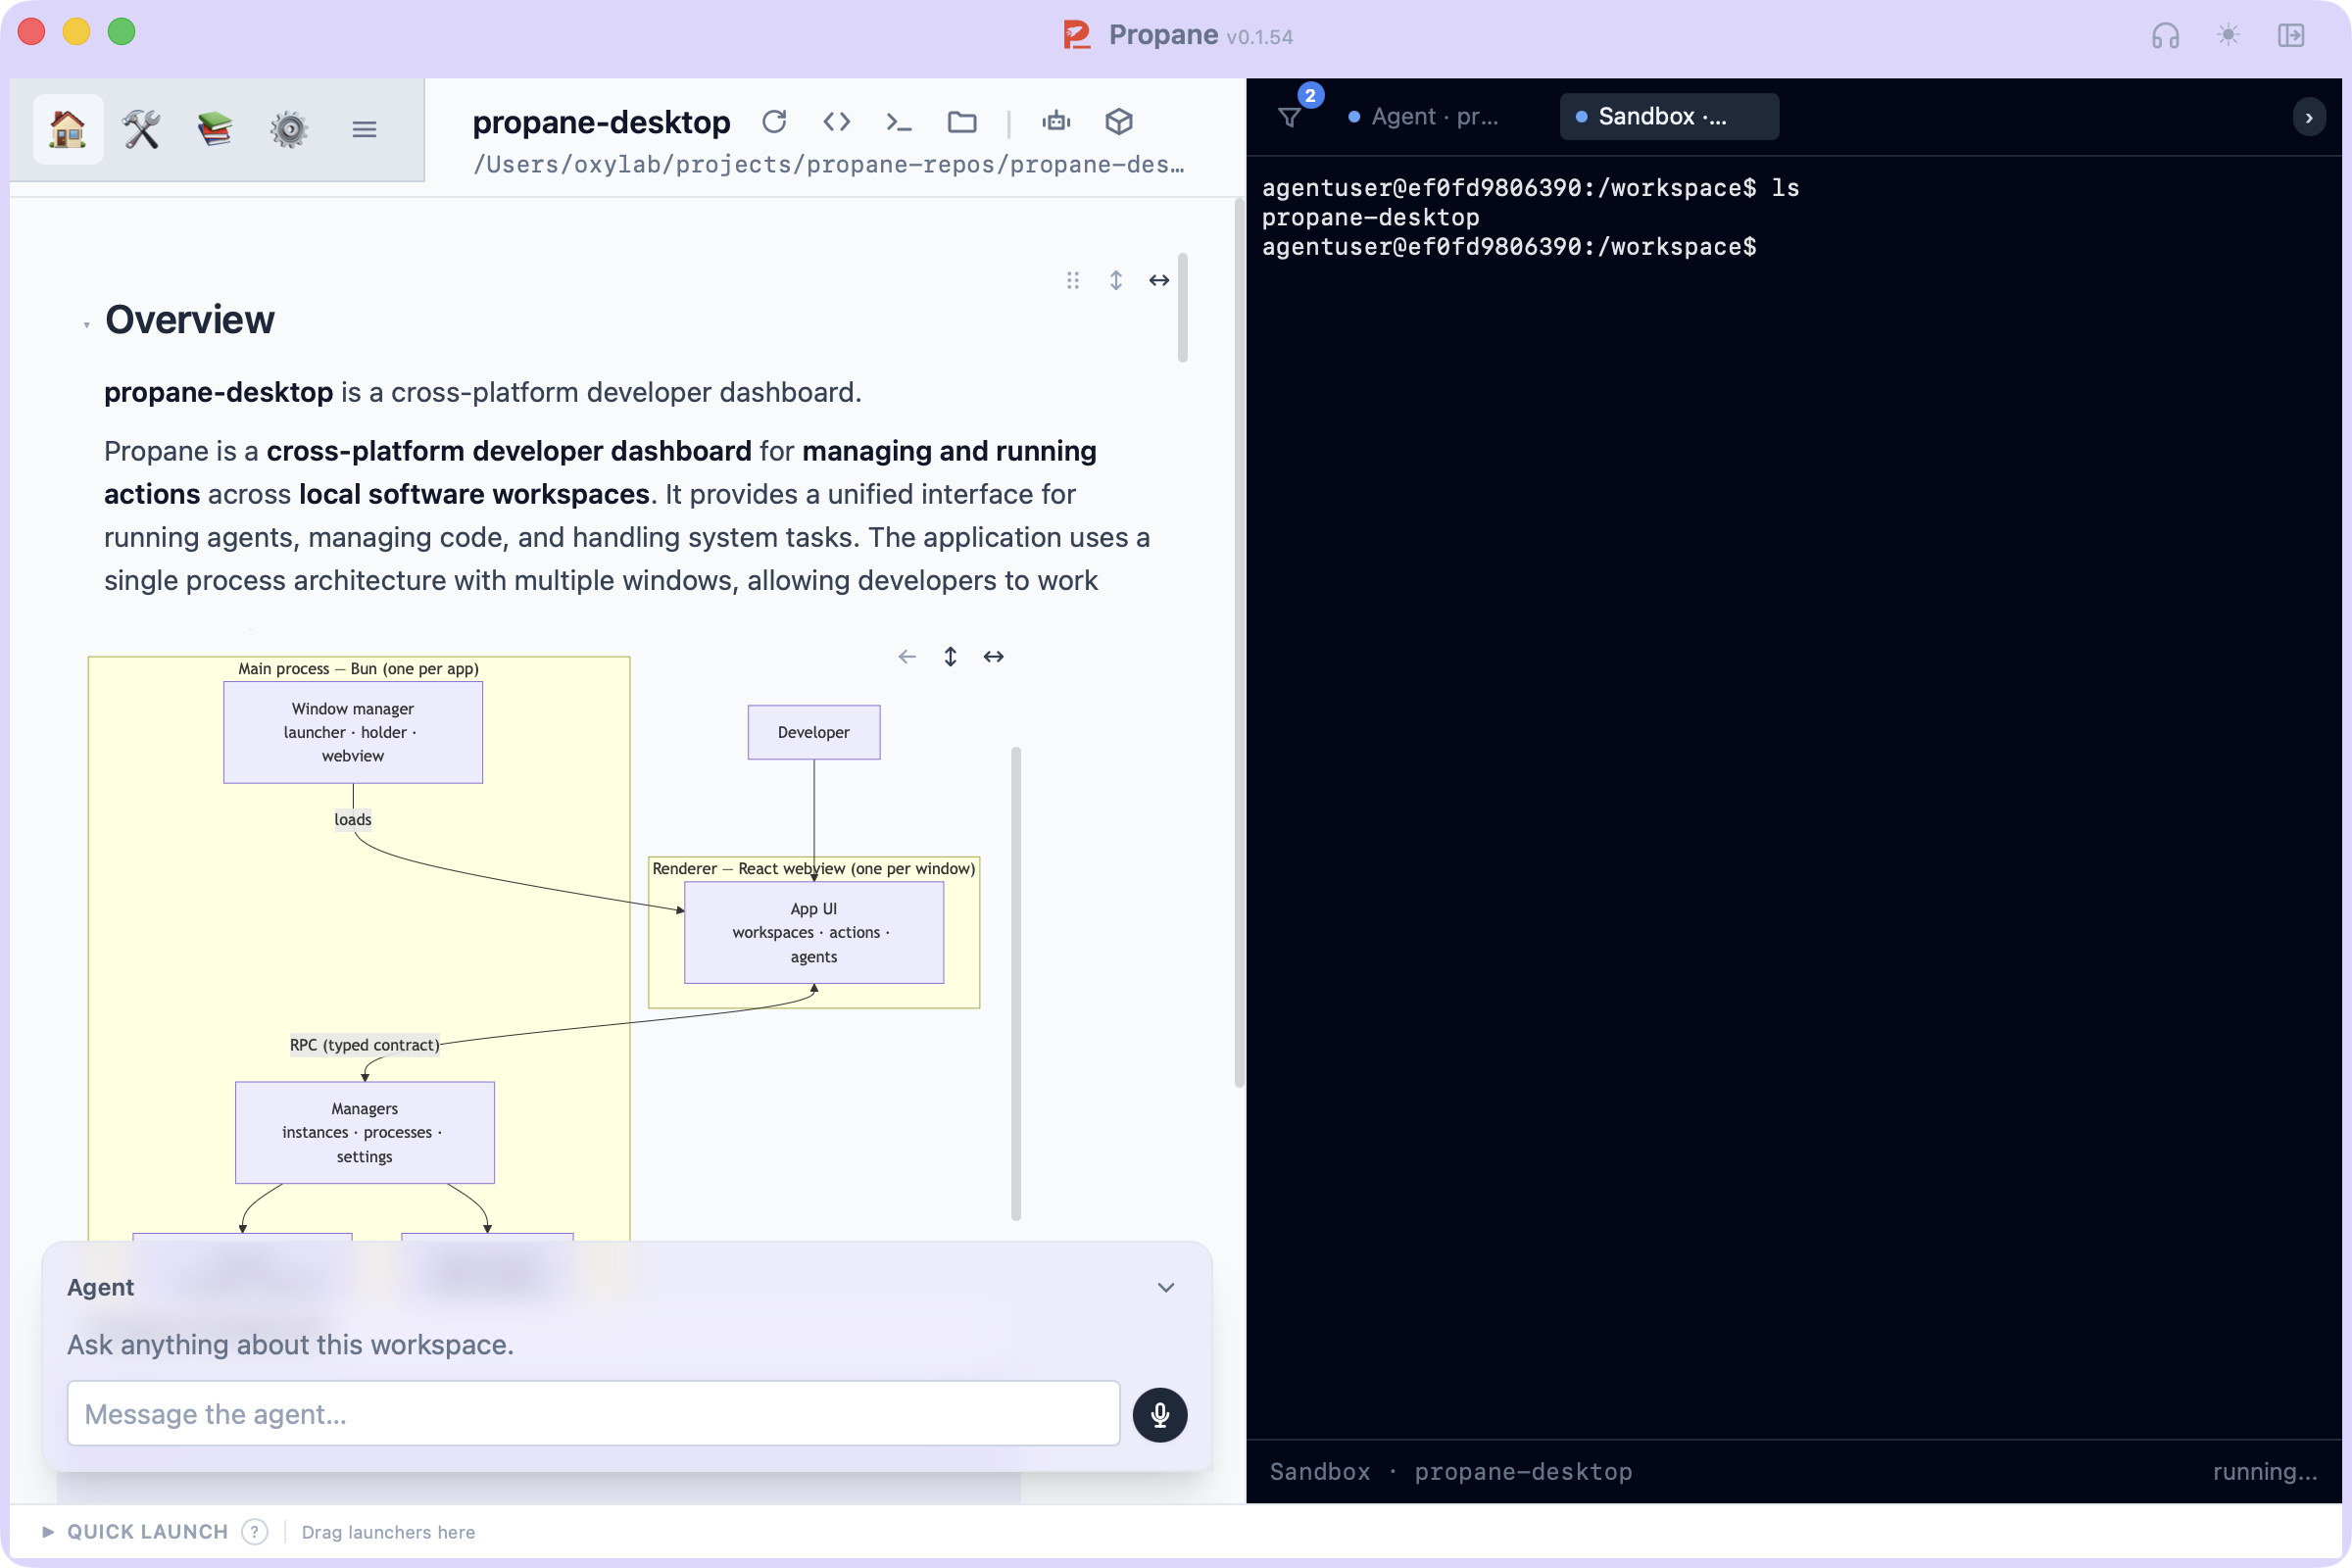 Propane v0.1.54
propane-desktop
/Users/oxylab/projects/propane-repos/propane-des…
Overview
propane-desktop is a cross-platform developer dashboard.
Propane is a cross-platform developer dashboard for managing and running
actions across local software workspaces. It provides a unified interface for
running agents, managing code, and handling system tasks. The application uses a
single process architecture with multiple windows, allowing developers to work
Main process — Bun (one per app)
Window manager
launcher · holder ·
webview
Developer
loads
Renderer — React webview (one per window)
App UI
workspaces · actions ·
agents
RPC (typed contract)
Managers
instances · processes ·
settings
Agent
Ask anything about this workspace.
Message the agent...
QUICK LAUNCH ? Drag launchers here
2
Agent · pr...
Sandbox ·...
agentuser@ef0fd9806390:/workspace$ ls
propane-desktop
agentuser@ef0fd9806390:/workspace$
Sandbox · propane-desktop
running...